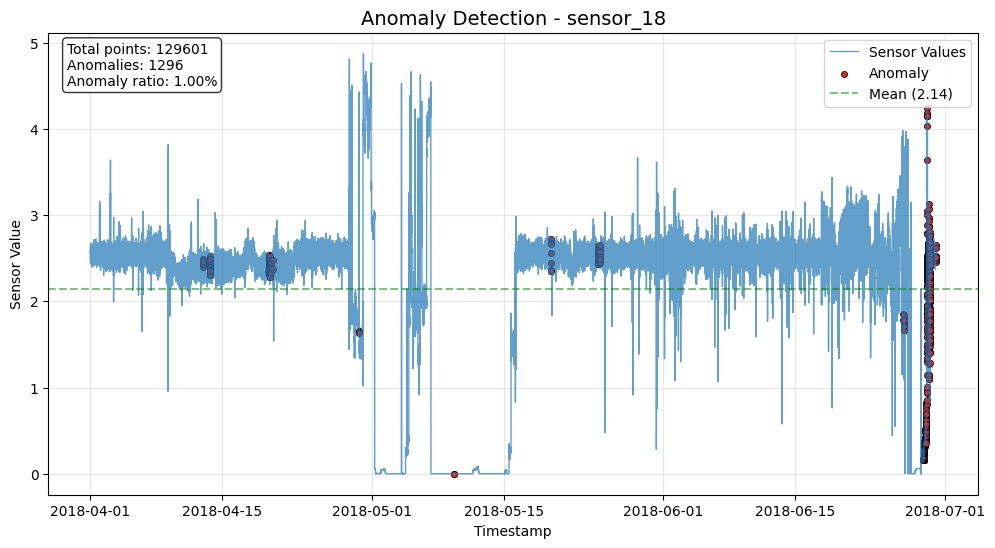 Anomaly Detection - sensor_18
Total points: 129601
Anomalies: 1296
Anomaly ratio: 1.00%
Sensor Values
Anomaly
Mean (2.14)
5
4
3
2
1
0
Sensor Value
2018-04-01
2018-04-15
2018-05-01
2018-05-15
2018-06-01
2018-06-15
2018-07-01
Timestamp